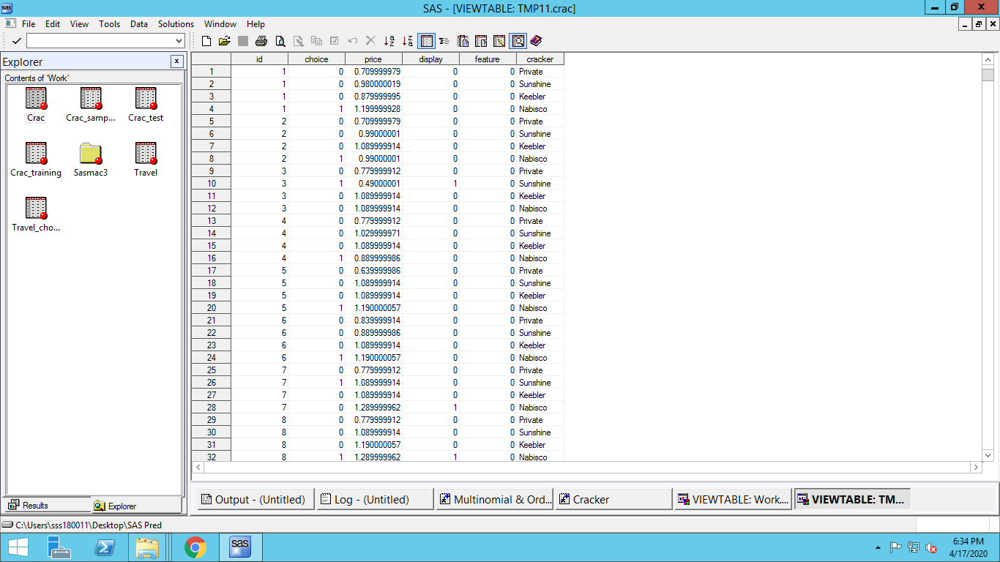 SAS - [VIEWTABLE: TMP11.crac]
File Edit View Tools Data Solutions Window Help
Explorer
Contents of 'Work'
Crac Crac_samp... Crac_test
Crac_training Sasmac3 Travel
Travel_cho...
id choice price display feature cracker
1 1 0 0.709999979 0 0 Private
2 1 0 0.980000019 0 0 Sunshine
3 1 0 0.879999995 0 0 Keebler
4 1 1 1.199999928 0 0 Nabisco
5 2 0 0.709999979 0 0 Private
6 2 0 0.99000001 0 0 Sunshine
7 2 0 1.089999914 0 0 Keebler
8 2 1 0.99000001 0 0 Nabisco
9 3 0 0.779999912 0 0 Private
10 3 1 0.49000001 1 0 Sunshine
11 3 0 1.089999914 0 0 Keebler
12 3 0 1.089999914 0 0 Nabisco
13 4 0 0.779999912 0 0 Private
14 4 0 1.029999971 0 0 Sunshine
15 4 0 1.089999914 0 0 Keebler
16 4 1 0.889999986 0 0 Nabisco
17 5 0 0.639999986 0 0 Private
18 5 0 1.089999914 0 0 Sunshine
19 5 0 1.089999914 0 0 Keebler
20 5 1 1.190000057 0 0 Nabisco
21 6 0 0.839999914 0 0 Private
22 6 0 0.889999986 0 0 Sunshine
23 6 0 1.089999914 0 0 Keebler
24 6 1 1.190000057 0 0 Nabisco
25 7 0 0.779999912 0 0 Private
26 7 1 1.089999914 0 0 Sunshine
27 7 0 1.089999914 0 0 Keebler
28 7 0 1.289999962 1 0 Nabisco
29 8 0 0.779999912 0 0 Private
30 8 0 1.089999914 0 0 Sunshine
31 8 0 1.190000057 0 0 Keebler
32 8 1 1.289999962 1 0 Nabisco
Results Explorer
Output - (Untitled) Log - (Untitled) Multinomial & Ord... Cracker VIEWTABLE: Work.... VIEWTABLE: TM...
C:\Users\sss180011\Desktop\SAS Pred
sas
6:34 PM
4/17/2020